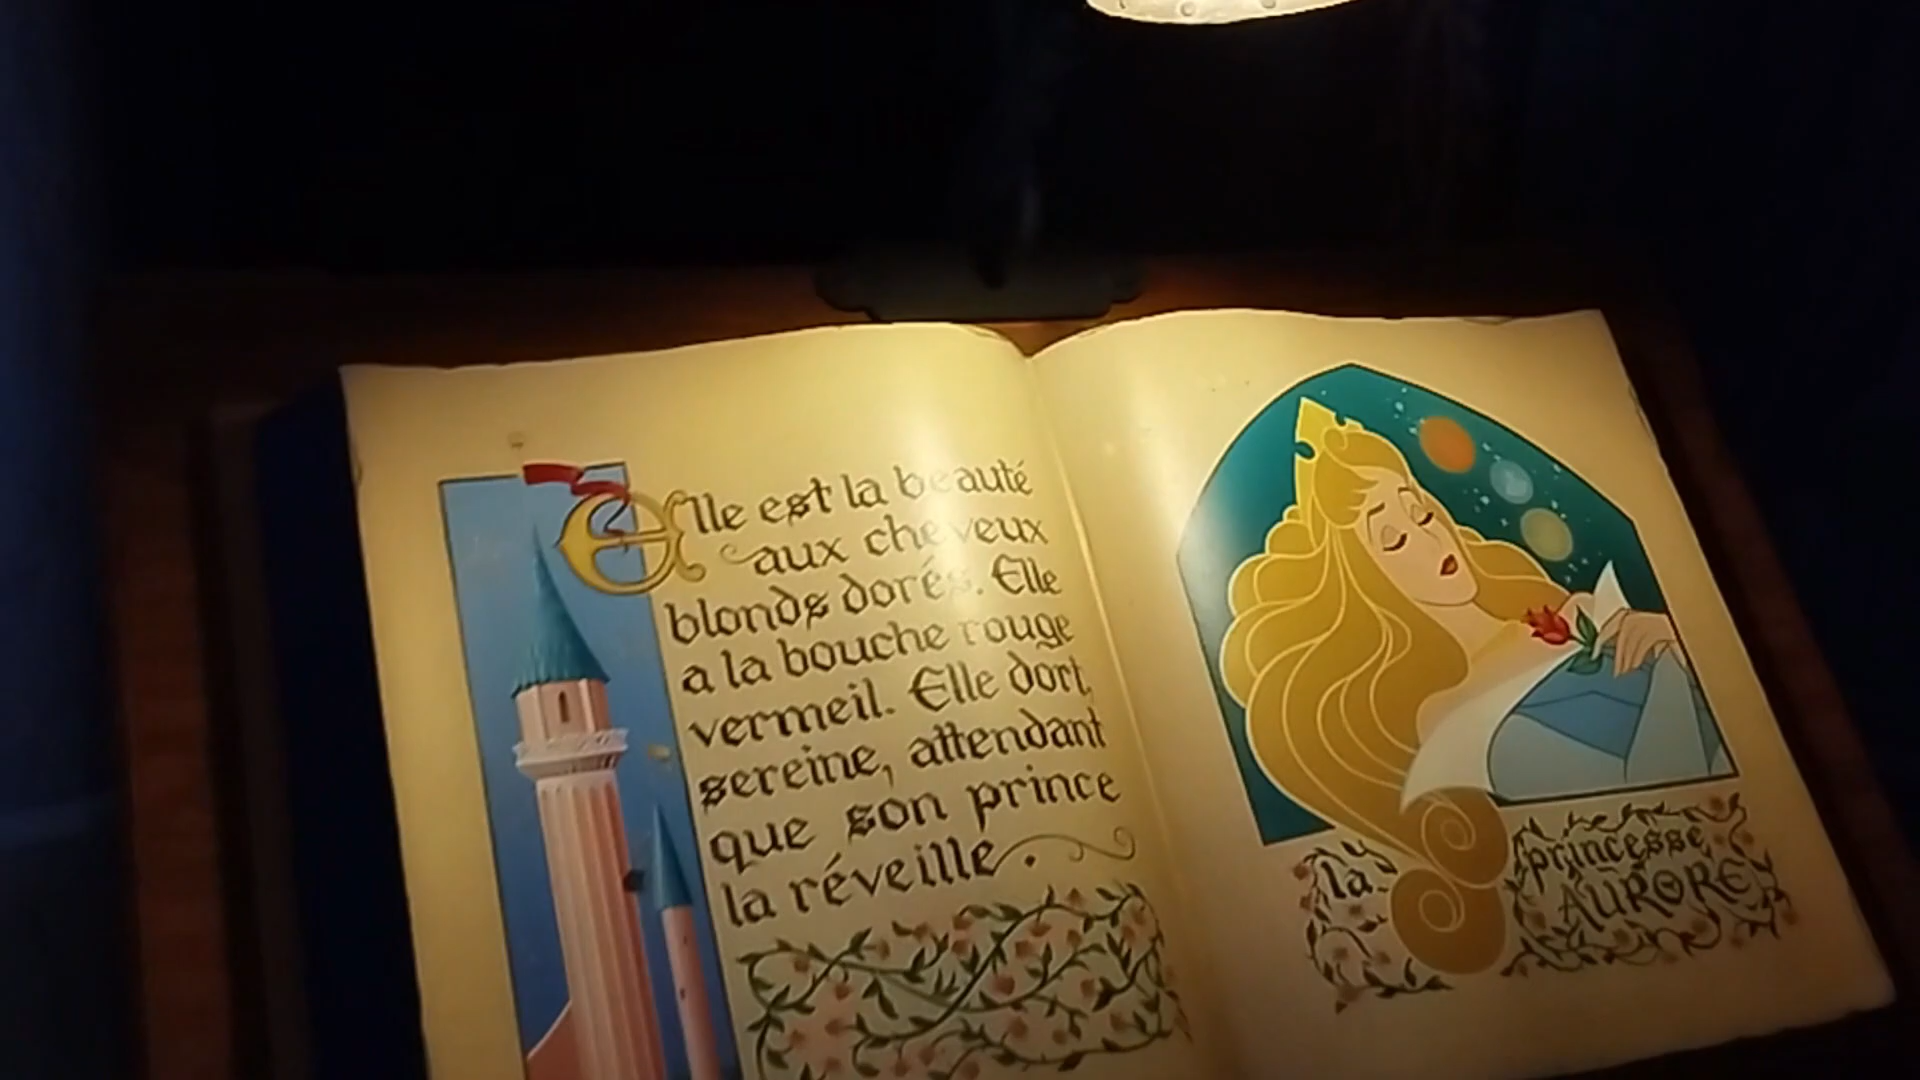 Elle est la beauté
aux cheveux
blonds dorés. Elle
a la bouche rouge
vermeil. Elle dort,
sereine, attendant
que son prince
la réveille.
la princesse
AURORE